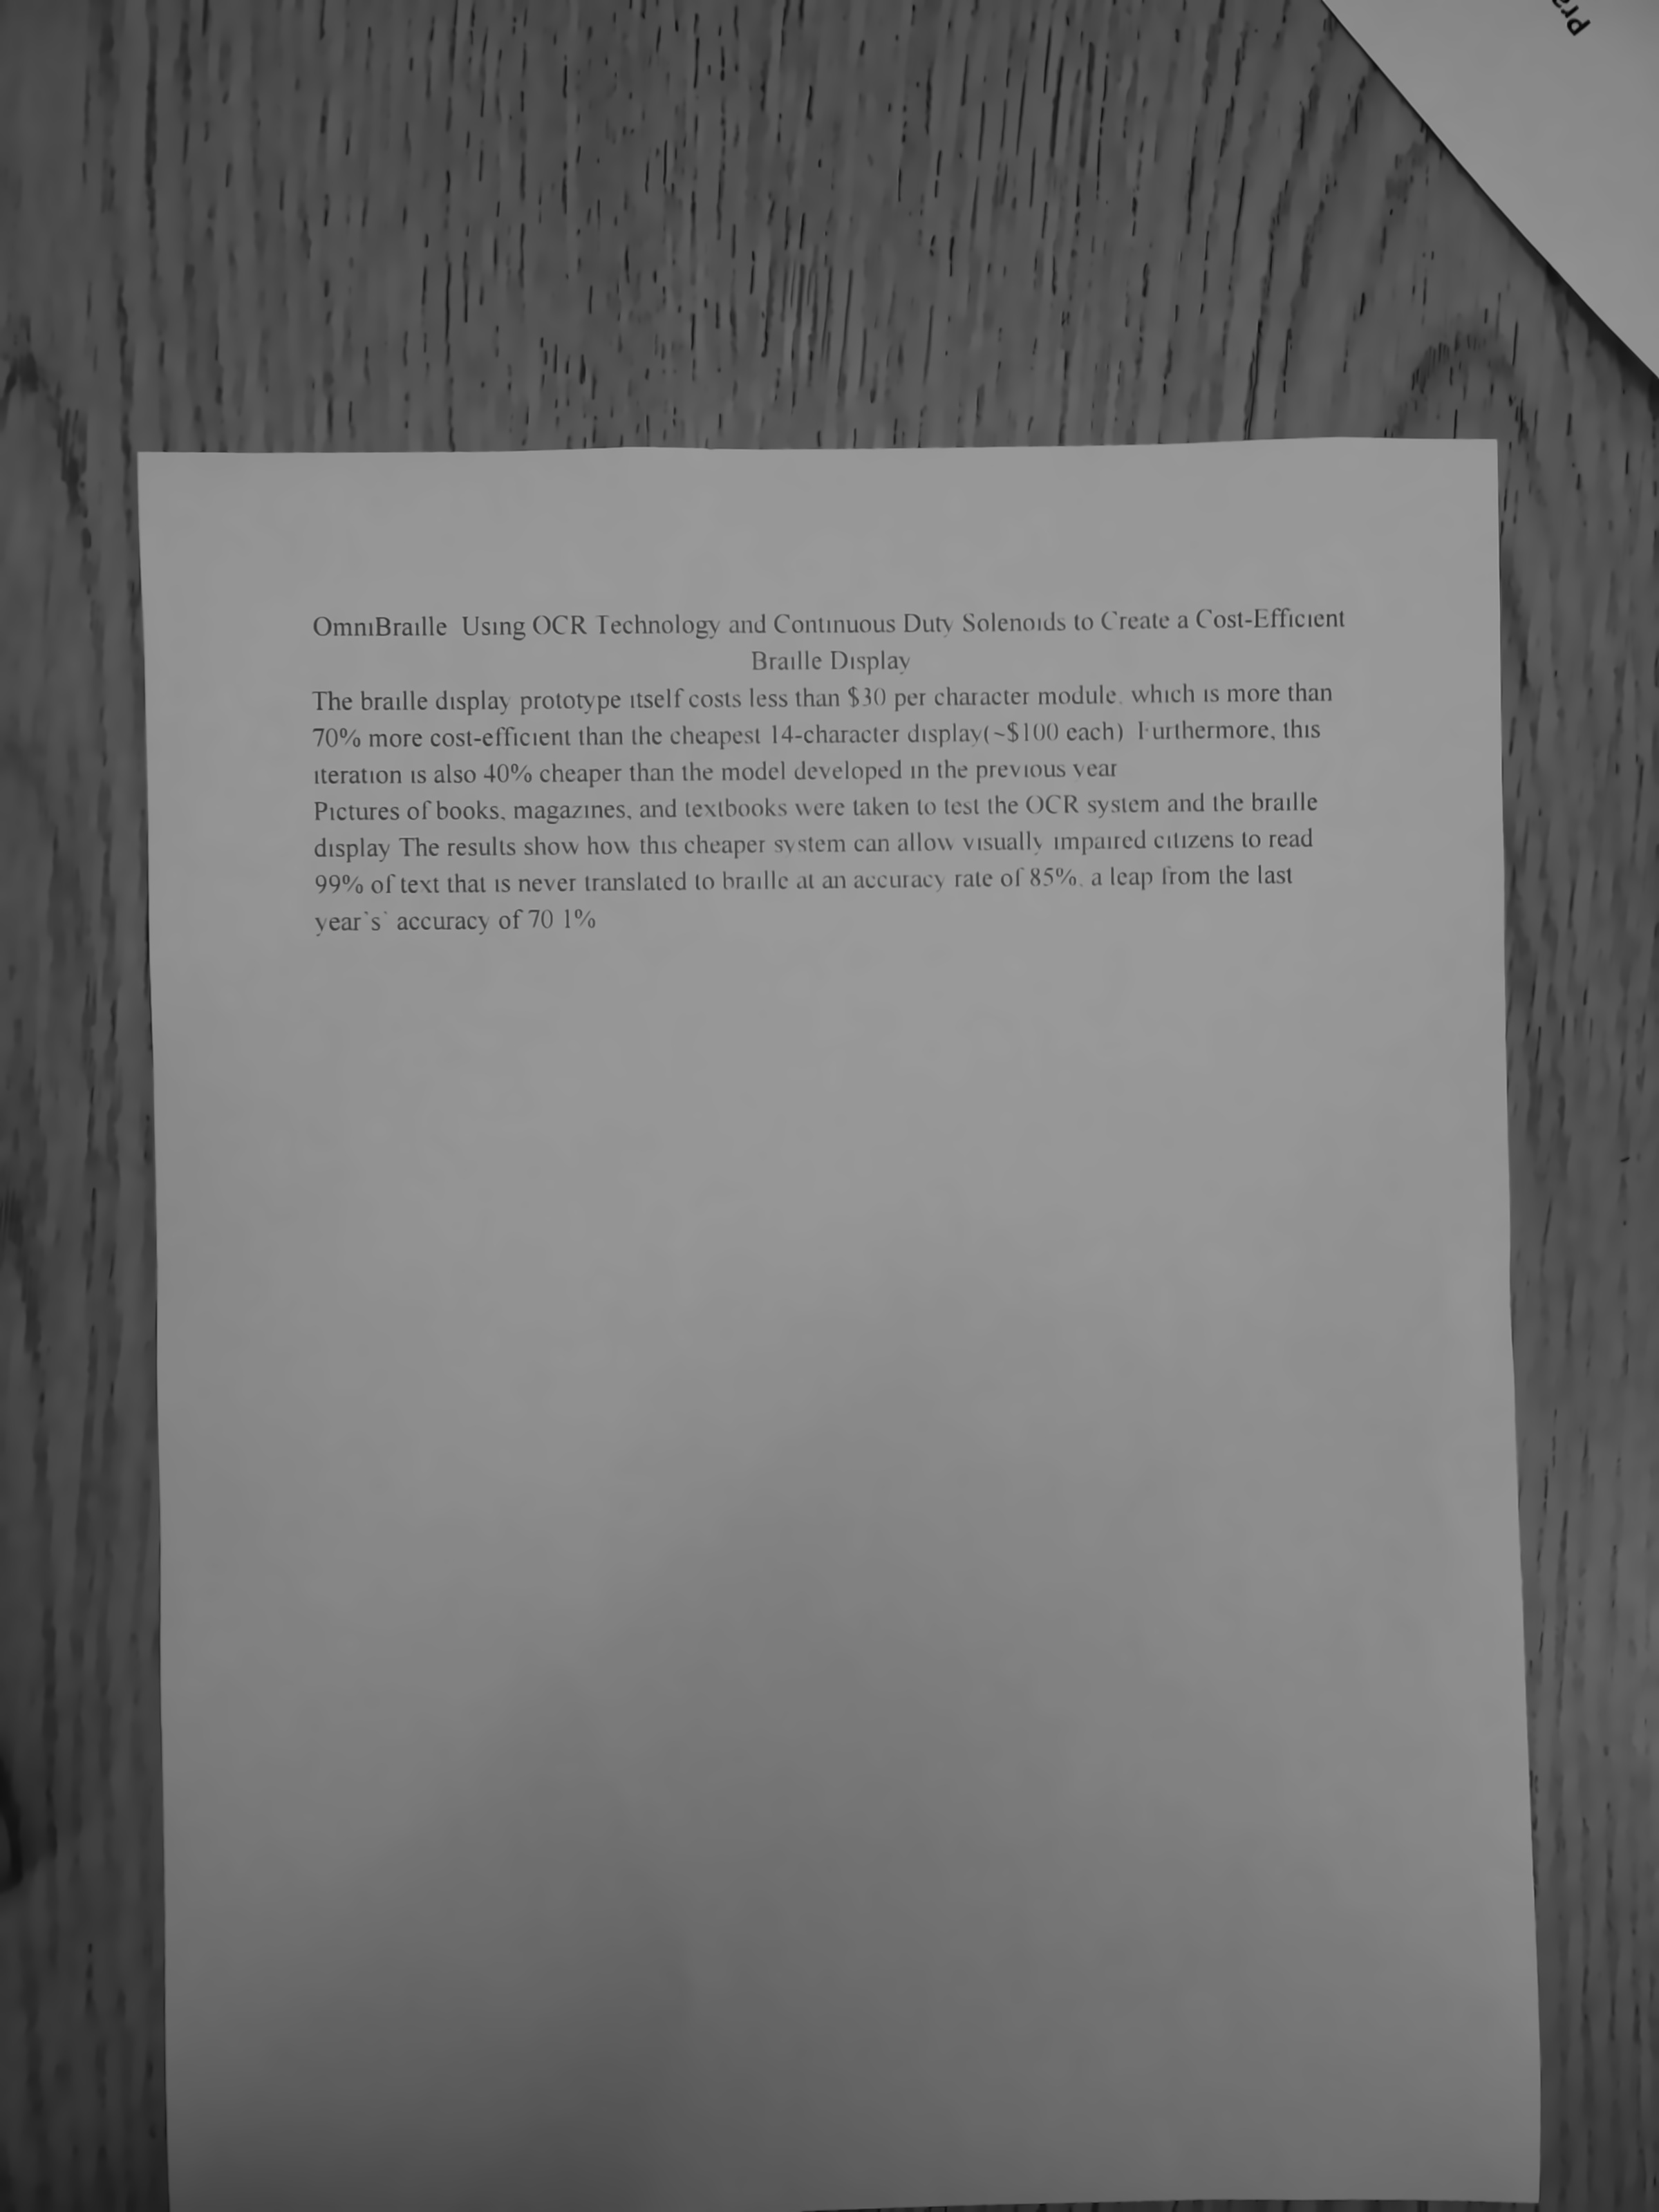 OmniBraille Using OCR Technology and Continuous Duty Solenoids to Create a Cost-Efficient
Braille Display
The braille display prototype itself costs less than $30 per character module, which is more than
70% more cost-efficient than the cheapest 14-character display(~$100 each) Furthermore, this
iteration is also 40% cheaper than the model developed in the previous year
Pictures of books, magazines, and textbooks were taken to test the OCR system and the braille
display The results show how this cheaper system can allow visually impaired citizens to read
99% of text that is never translated to braille at an accuracy rate of 85%, a leap from the last
year's' accuracy of 70 1%